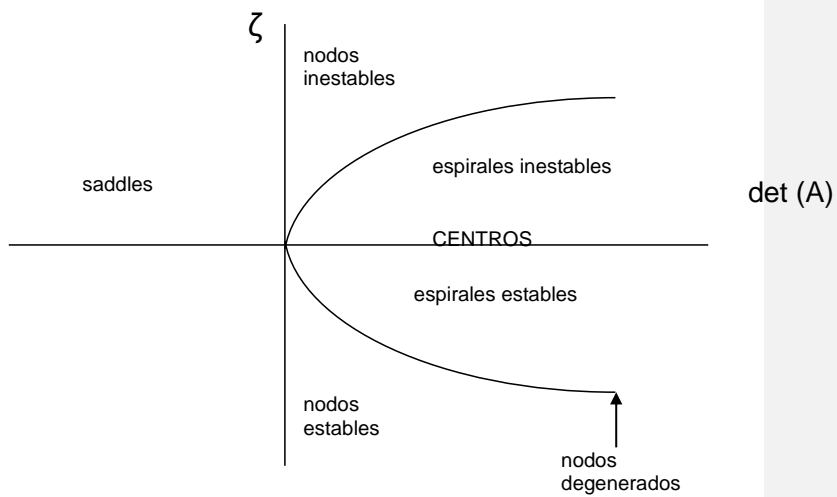 ζ
nodos
inestables
espirales inestables
saddles
det (A)
CENTROS
espirales estables
nodos
estables
nodos
degenerados